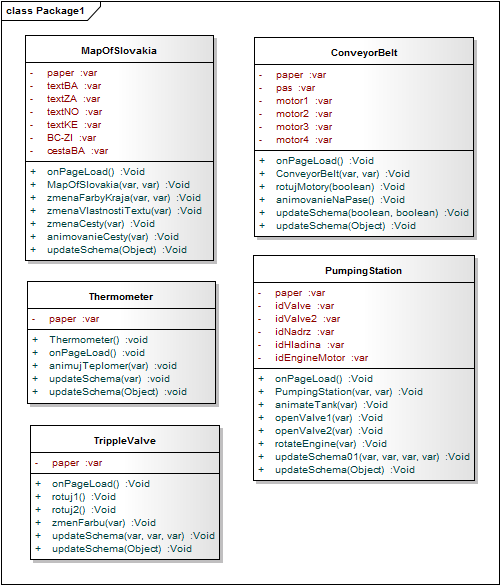 class Package1
MapOfSlovakia
- paper :var
- textBA :var
- textZA :var
- textNO :var
- textKE :var
- BC-ZI :var
- cestaBA :var
+ onPageLoad() :Void
+ MapOfSlovakia(var, var) :Void
+ zmenaFarbyKraja(var, var) :Void
+ zmenaVlastnostiTextu(var) :Void
+ zmenaCesty(var) :Void
+ animovanieCesty(var) :Void
+ updateSchema(Object) :Void
ConveyorBelt
- paper :var
- pas :var
- motor1 :var
- motor2 :var
- motor3 :var
- motor4 :var
+ onPageLoad() :Void
+ ConveyorBelt(var, var) :Void
+ rotujMotory(boolean) :Void
+ animovanieNaPase() :Void
+ updateSchema(boolean, boolean) :Void
+ updateSchema(Object) :Void
Thermometer
- paper :var
+ Thermometer() :void
+ onPageLoad() :void
+ animujTeplomer(var) :void
+ updateSchema(var) :void
+ updateSchema(Object) :void
PumpingStation
- paper :var
- idValve :var
- idValve2 :var
- idNadrz :var
- idHladina :var
- idEngineMotor :var
+ onPageLoad() :Void
+ PumpingStation(var, var) :Void
+ animateTank(var) :Void
+ openValve1(var) :Void
+ openValve2(var) :Void
+ rotateEngine(var) :Void
+ updateSchema01(var, var, var, var) :Void
+ updateSchema(Object) :Void
TrippleValve
- paper :var
+ onPageLoad() :Void
+ rotuj1() :Void
+ rotuj2() :Void
+ zmenFarbu(var) :Void
+ updateSchema(var, var, var) :Void
+ updateSchema(Object) :Void